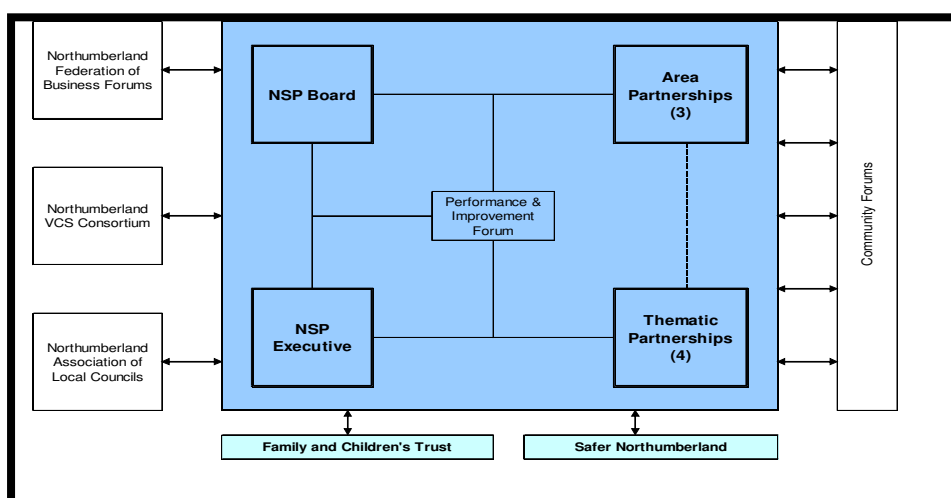 Northumberland
Federation of
Business Forums
NSP Board
Area
Partnerships
(3)
Northumberland
VCS Consortium
Performance &
Improvement
Forum
Community Forums
Northumberland
Association of
Local Councils
NSP
Executive
Thematic
Partnerships
(4)
Family and Children's Trust
Safer Northumberland